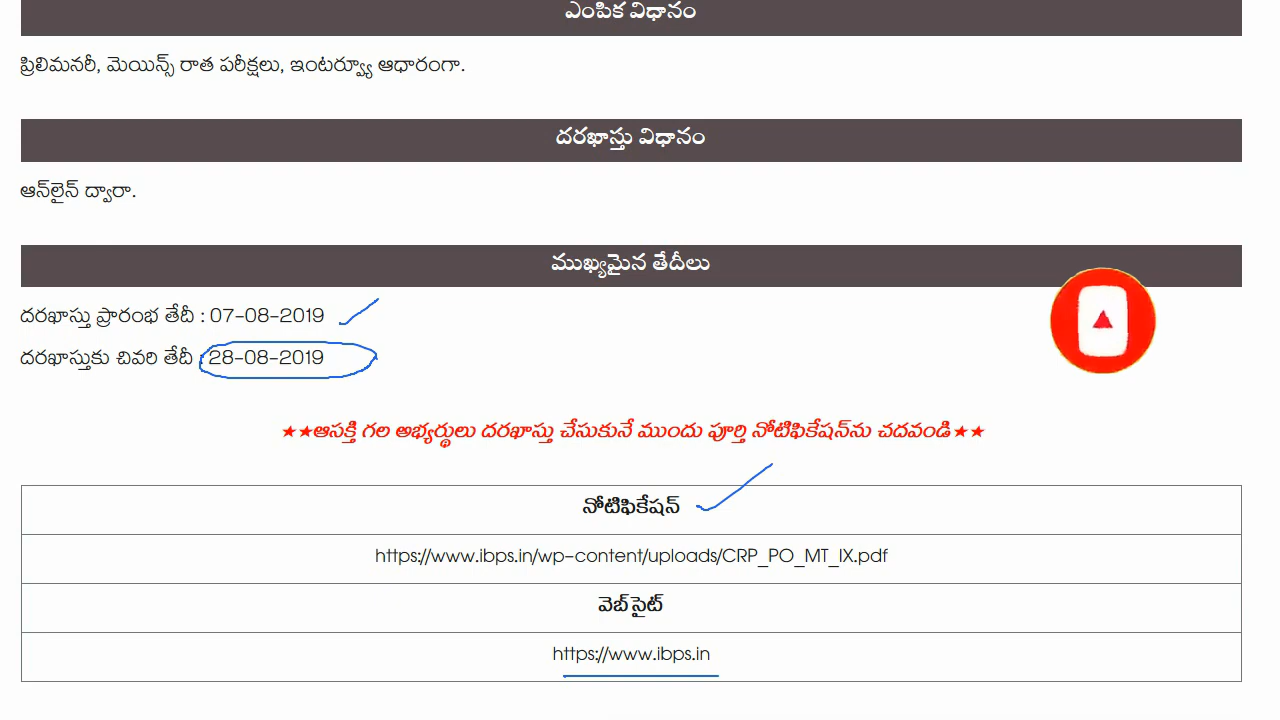 ఎంపిక విధానం
ప్రిలిమనరీ, మెయిన్స్ రాత పరీక్షలు, ఇంటర్వ్యూ ఆధారంగా.
దరఖాస్తు విధానం
ఆన్‌లైన్ ద్వారా.
ముఖ్యమైన తేదీలు
దరఖాస్తు ప్రారంభ తేదీ : 07-08-2019
దరఖాస్తుకు చివరి తేదీ : 28-08-2019
★★ఆసక్తి గల అభ్యర్థులు దరఖాస్తు చేసుకునే ముందు పూర్తి నోటిఫికేషన్‌ను చదవండి★★
నోటిఫికేషన్
https://www.ibps.in/wp-content/uploads/CRP_PO_MT_IX.pdf
వెబ్‌సైట్
https://www.ibps.in